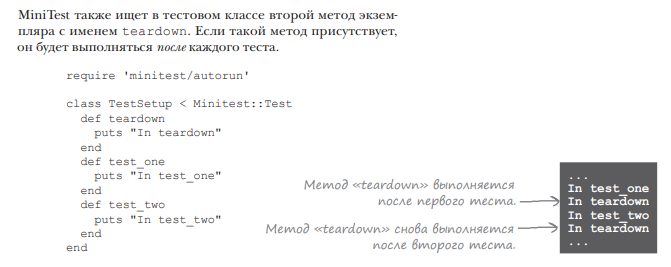 MiniTest также ищет в тестовом классе второй метод экзем-
пляра с именем teardown. Если такой метод присутствует,
он будет выполняться после каждого теста.
require 'minitest/autorun'
class TestSetup < Minitest::Test
  def teardown
    puts "In teardown"
  end
  def test_one
    puts "In test_one"
  end
  def test_two
    puts "In test_two"
  end
end
Метод «teardown» выполняется
после первого теста.
Метод «teardown» снова выполняется
после второго теста.
...
In test_one
In teardown
In test_two
In teardown
...